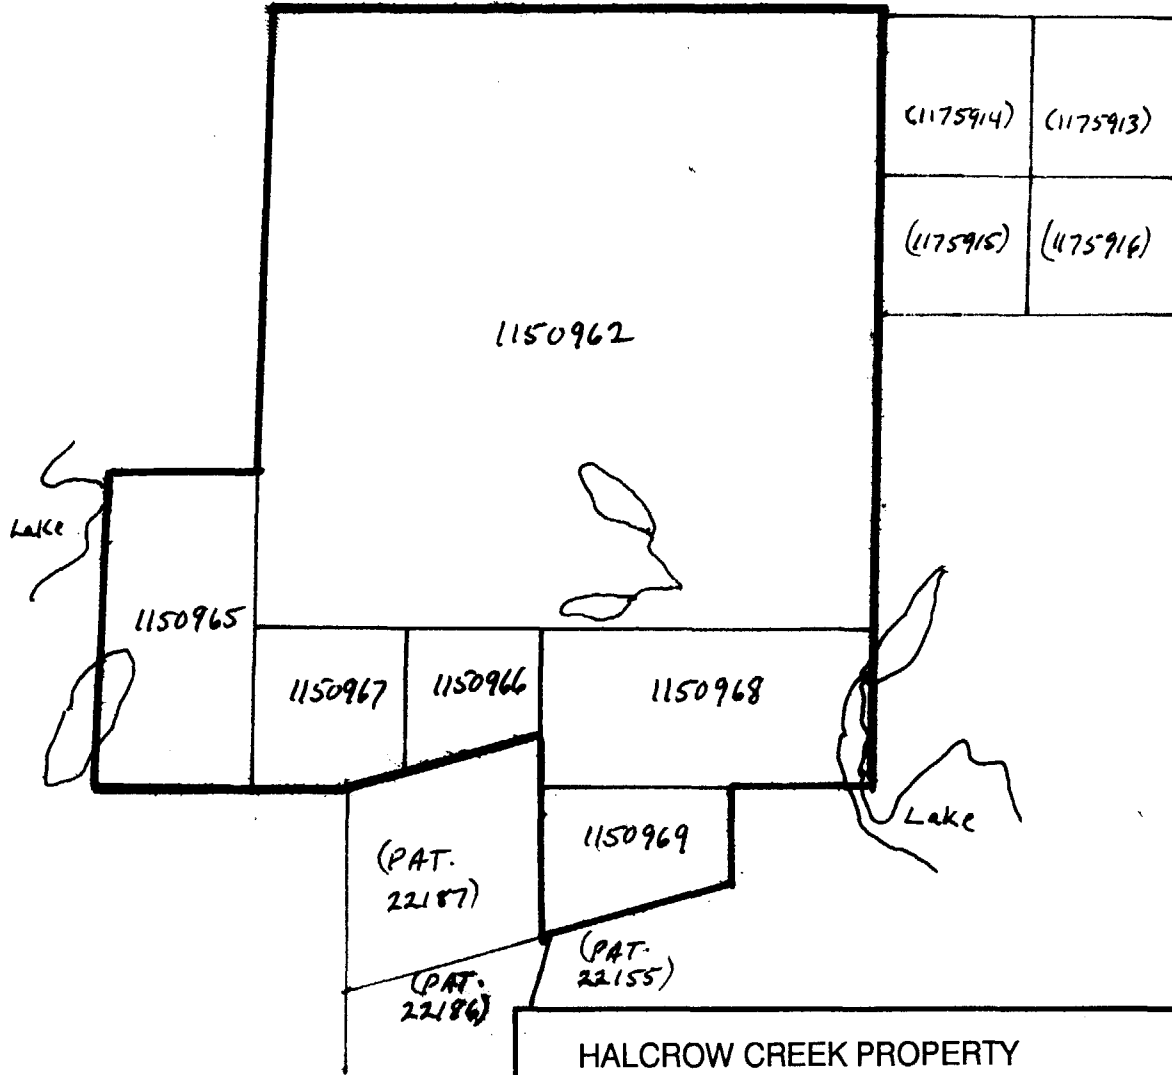 (1175914) (1175913)
(1175915) (1175916)
1150962
Lake
1150965
1150967 1150966 1150968
Lake
1150969
(PAT.
22187)
(PAT.
22155)
(PAT.
22186)
HALCROW CREEK PROPERTY